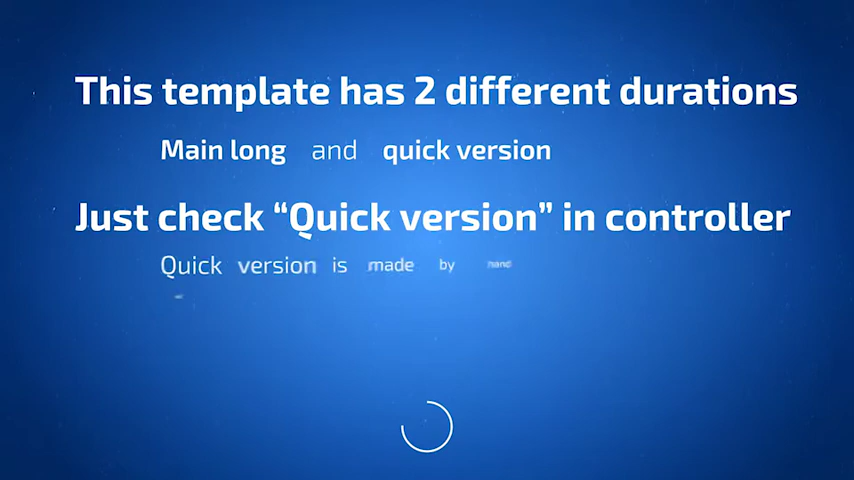 This template has 2 different durations
Main long and quick version
Just check “Quick version” in controller
Quick version is made by hand